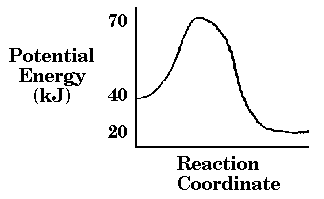 70
Potential
Energy
(kJ)
40
20
Reaction
Coordinate